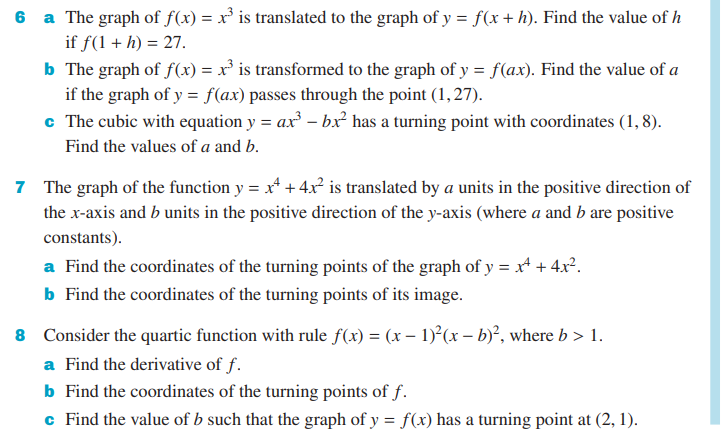 6 a The graph of f(x) = x³ is translated to the graph of y = f(x + h). Find the value of h
if f(1 + h) = 27.
b The graph of f(x) = x³ is transformed to the graph of y = f(ax). Find the value of a
if the graph of y = f(ax) passes through the point (1, 27).
c The cubic with equation y = ax³ − bx² has a turning point with coordinates (1, 8).
Find the values of a and b.
7 The graph of the function y = x⁴ + 4x² is translated by a units in the positive direction of
the x-axis and b units in the positive direction of the y-axis (where a and b are positive
constants).
a Find the coordinates of the turning points of the graph of y = x⁴ + 4x².
b Find the coordinates of the turning points of its image.
8 Consider the quartic function with rule f(x) = (x − 1)²(x − b)², where b > 1.
a Find the derivative of f.
b Find the coordinates of the turning points of f.
c Find the value of b such that the graph of y = f(x) has a turning point at (2, 1).